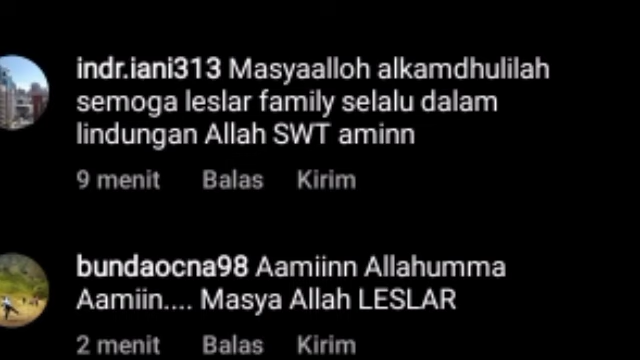 indr.iani313 Masyaalloh alkamdhulilah
semoga leslar family selalu dalam
lindungan Allah SWT aminn
9 menit Balas Kirim
bundaocna98 Aamiinn Allahumma
Aamiin.... Masya Allah LESLAR
2 menit Balas Kirim